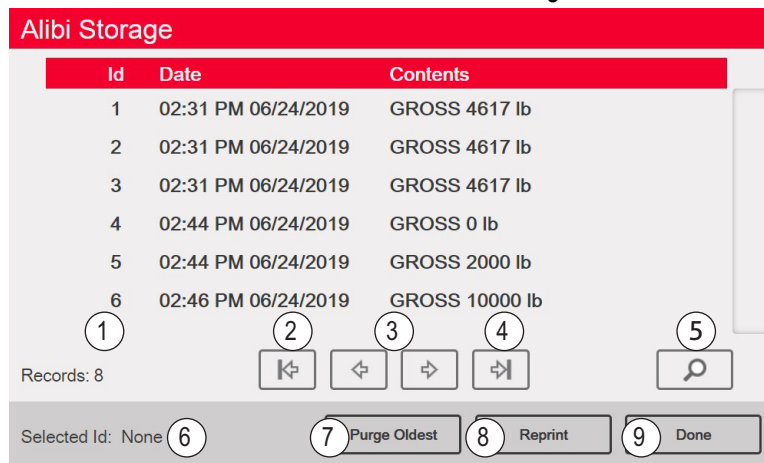 Alibi Storage
Id Date Contents
1 02:31 PM 06/24/2019 GROSS 4617 lb
2 02:31 PM 06/24/2019 GROSS 4617 lb
3 02:31 PM 06/24/2019 GROSS 4617 lb
4 02:44 PM 06/24/2019 GROSS 0 lb
5 02:44 PM 06/24/2019 GROSS 2000 lb
6 02:46 PM 06/24/2019 GROSS 10000 lb
1 2 3 4 5
Records: 8
Selected Id: None 6 7 Purge Oldest 8 Reprint 9 Done